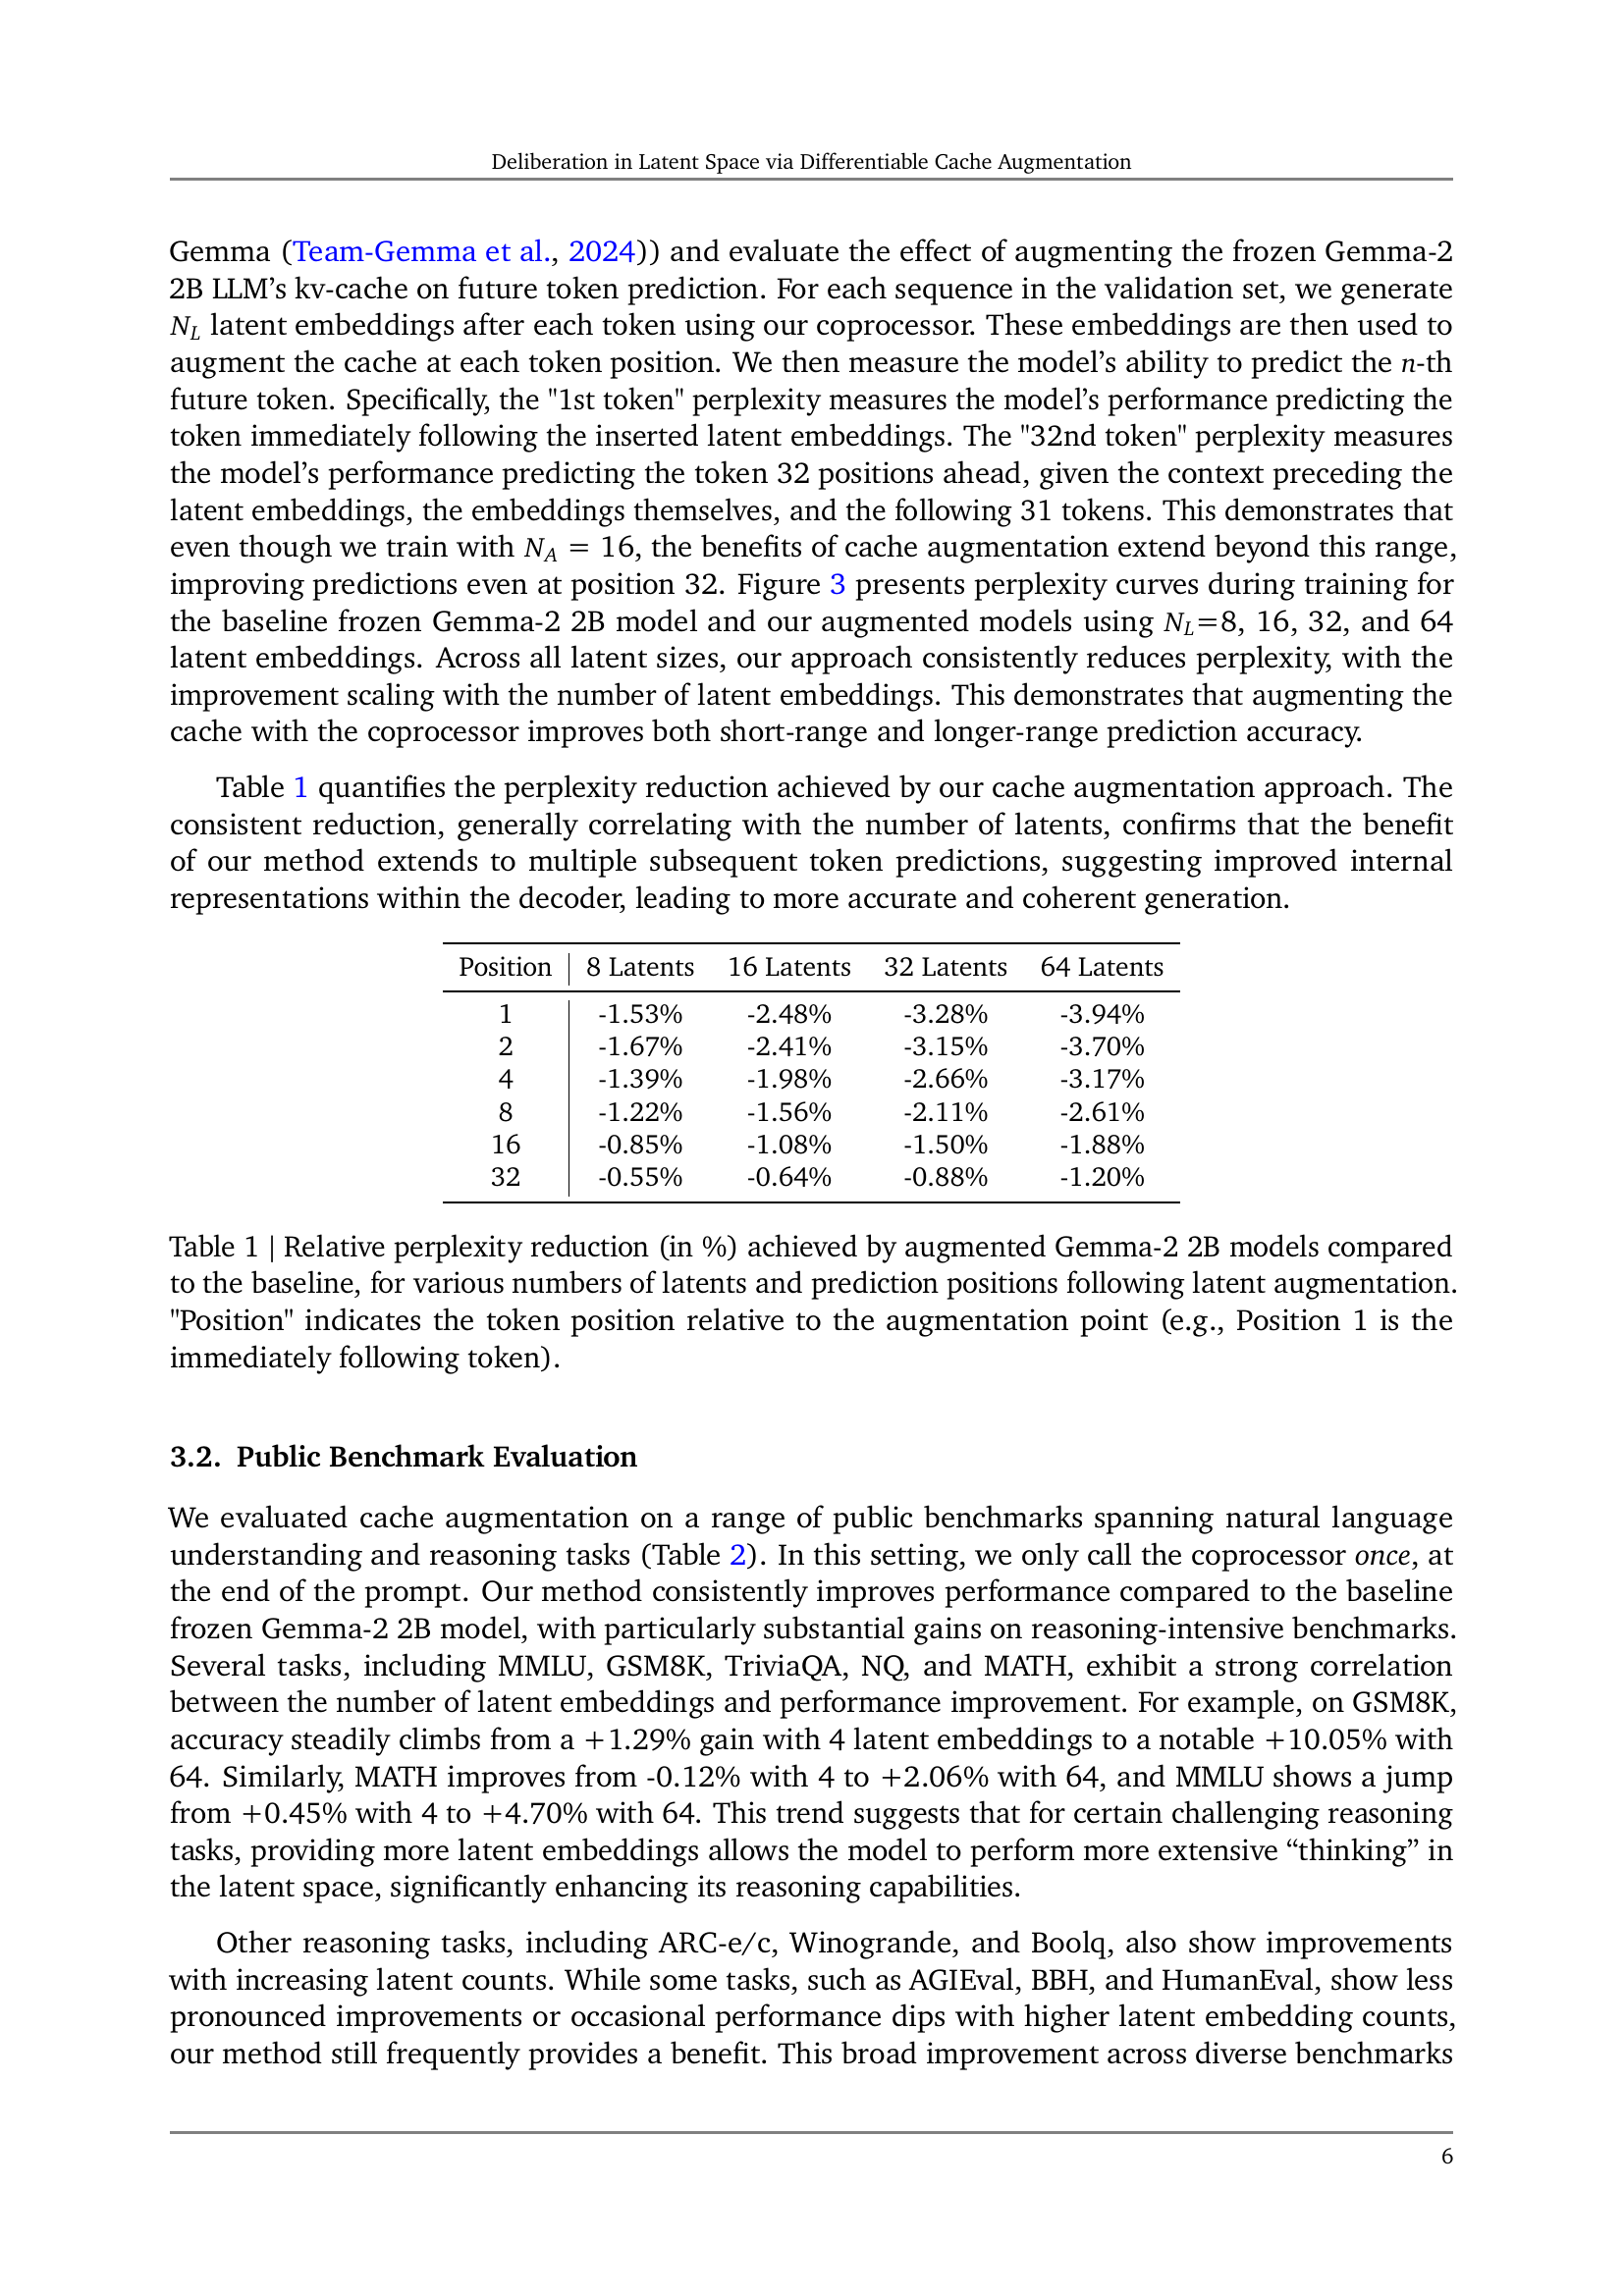 Deliberation in Latent Space via Differentiable Cache Augmentation
Gemma (Team-Gemma et al., 2024)) and evaluate the effect of augmenting the frozen Gemma-2
2B LLM's kv-cache on future token prediction. For each sequence in the validation set, we generate
N_L latent embeddings after each token using our coprocessor. These embeddings are then used to
augment the cache at each token position. We then measure the model's ability to predict the n-th
future token. Specifically, the "1st token" perplexity measures the model's performance predicting the
token immediately following the inserted latent embeddings. The "32nd token" perplexity measures
the model's performance predicting the token 32 positions ahead, given the context preceding the
latent embeddings, the embeddings themselves, and the following 31 tokens. This demonstrates that
even though we train with N_A = 16, the benefits of cache augmentation extend beyond this range,
improving predictions even at position 32. Figure 3 presents perplexity curves during training for
the baseline frozen Gemma-2 2B model and our augmented models using N_L=8, 16, 32, and 64
latent embeddings. Across all latent sizes, our approach consistently reduces perplexity, with the
improvement scaling with the number of latent embeddings. This demonstrates that augmenting the
cache with the coprocessor improves both short-range and longer-range prediction accuracy.
Table 1 quantifies the perplexity reduction achieved by our cache augmentation approach. The
consistent reduction, generally correlating with the number of latents, confirms that the benefit
of our method extends to multiple subsequent token predictions, suggesting improved internal
representations within the decoder, leading to more accurate and coherent generation.
Position 8 Latents 16 Latents 32 Latents 64 Latents
1 -1.53% -2.48% -3.28% -3.94%
2 -1.67% -2.41% -3.15% -3.70%
4 -1.39% -1.98% -2.66% -3.17%
8 -1.22% -1.56% -2.11% -2.61%
16 -0.85% -1.08% -1.50% -1.88%
32 -0.55% -0.64% -0.88% -1.20%
Table 1 | Relative perplexity reduction (in %) achieved by augmented Gemma-2 2B models compared
to the baseline, for various numbers of latents and prediction positions following latent augmentation.
"Position" indicates the token position relative to the augmentation point (e.g., Position 1 is the
immediately following token).
3.2. Public Benchmark Evaluation
We evaluated cache augmentation on a range of public benchmarks spanning natural language
understanding and reasoning tasks (Table 2). In this setting, we only call the coprocessor once, at
the end of the prompt. Our method consistently improves performance compared to the baseline
frozen Gemma-2 2B model, with particularly substantial gains on reasoning-intensive benchmarks.
Several tasks, including MMLU, GSM8K, TriviaQA, NQ, and MATH, exhibit a strong correlation
between the number of latent embeddings and performance improvement. For example, on GSM8K,
accuracy steadily climbs from a +1.29% gain with 4 latent embeddings to a notable +10.05% with
64. Similarly, MATH improves from -0.12% with 4 to +2.06% with 64, and MMLU shows a jump
from +0.45% with 4 to +4.70% with 64. This trend suggests that for certain challenging reasoning
tasks, providing more latent embeddings allows the model to perform more extensive “thinking” in
the latent space, significantly enhancing its reasoning capabilities.
Other reasoning tasks, including ARC-e/c, Winogrande, and Boolq, also show improvements
with increasing latent counts. While some tasks, such as AGIEval, BBH, and HumanEval, show less
pronounced improvements or occasional performance dips with higher latent embedding counts,
our method still frequently provides a benefit. This broad improvement across diverse benchmarks
6